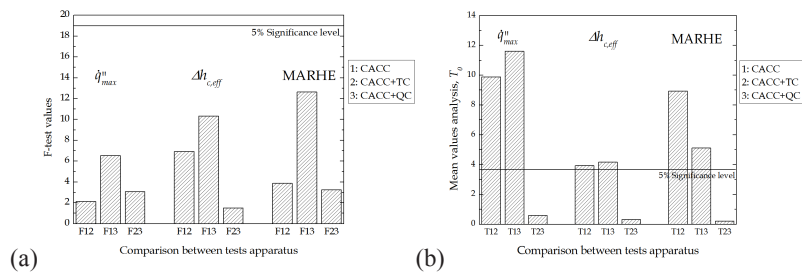 20
18
16
14
12
10
8
6
4
2
0
F-test values
5% Significance level
q̇"max
Δh c,eff
MARHE
F12 F13 F23 F12 F13 F23 F12 F13 F23
Comparison between tests apparatus
1: CACC
2: CACC+TC
3: CACC+QC
(a)
14
12
10
8
6
4
2
0
Mean values analysis, T0
q̇"max
Δh c,eff
MARHE
5% Significance level
T12 T13 T23 T12 T13 T23 T12 T13 T23
Comparison between tests apparatus
1: CACC
2: CACC+TC
3: CACC+QC
(b)